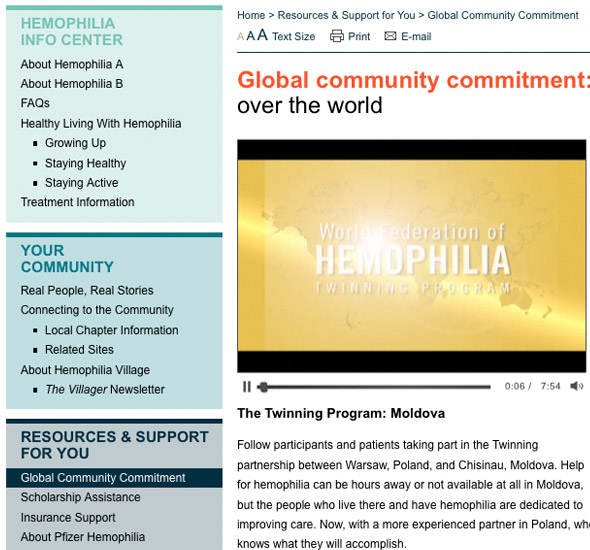 HEMOPHILIA
INFO CENTER
About Hemophilia A
About Hemophilia B
FAQs
Healthy Living With Hemophilia
Growing Up
Staying Healthy
Staying Active
Treatment Information
YOUR
COMMUNITY
Real People, Real Stories
Connecting to the Community
Local Chapter Information
Related Sites
About Hemophilia Village
The Villager Newsletter
RESOURCES & SUPPORT
FOR YOU
Global Community Commitment
Scholarship Assistance
Insurance Support
About Pfizer Hemophilia
Home > Resources & Support for You > Global Community Commitment
A A A Text Size Print E-mail
Global community commitment:
over the world
World Federation of
HEMOPHILIA
TWINNING PROGRAM
0:06 / 7:54
The Twinning Program: Moldova
Follow participants and patients taking part in the Twinning
partnership between Warsaw, Poland, and Chisinau, Moldova. Help
for hemophilia can be hours away or not available at all in Moldova,
but the people who live there and have hemophilia are dedicated to
improving care. Now, with a more experienced partner in Poland,
knows what they will accomplish.